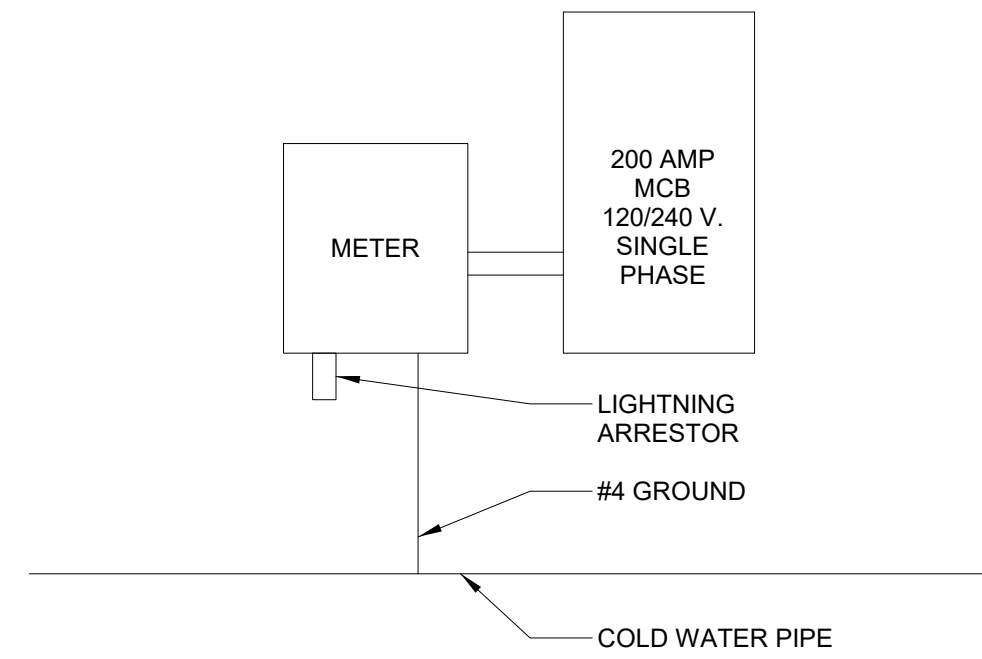 METER
200 AMP
MCB
120/240 V.
SINGLE
PHASE
LIGHTNING
ARRESTOR
#4 GROUND
COLD WATER PIPE